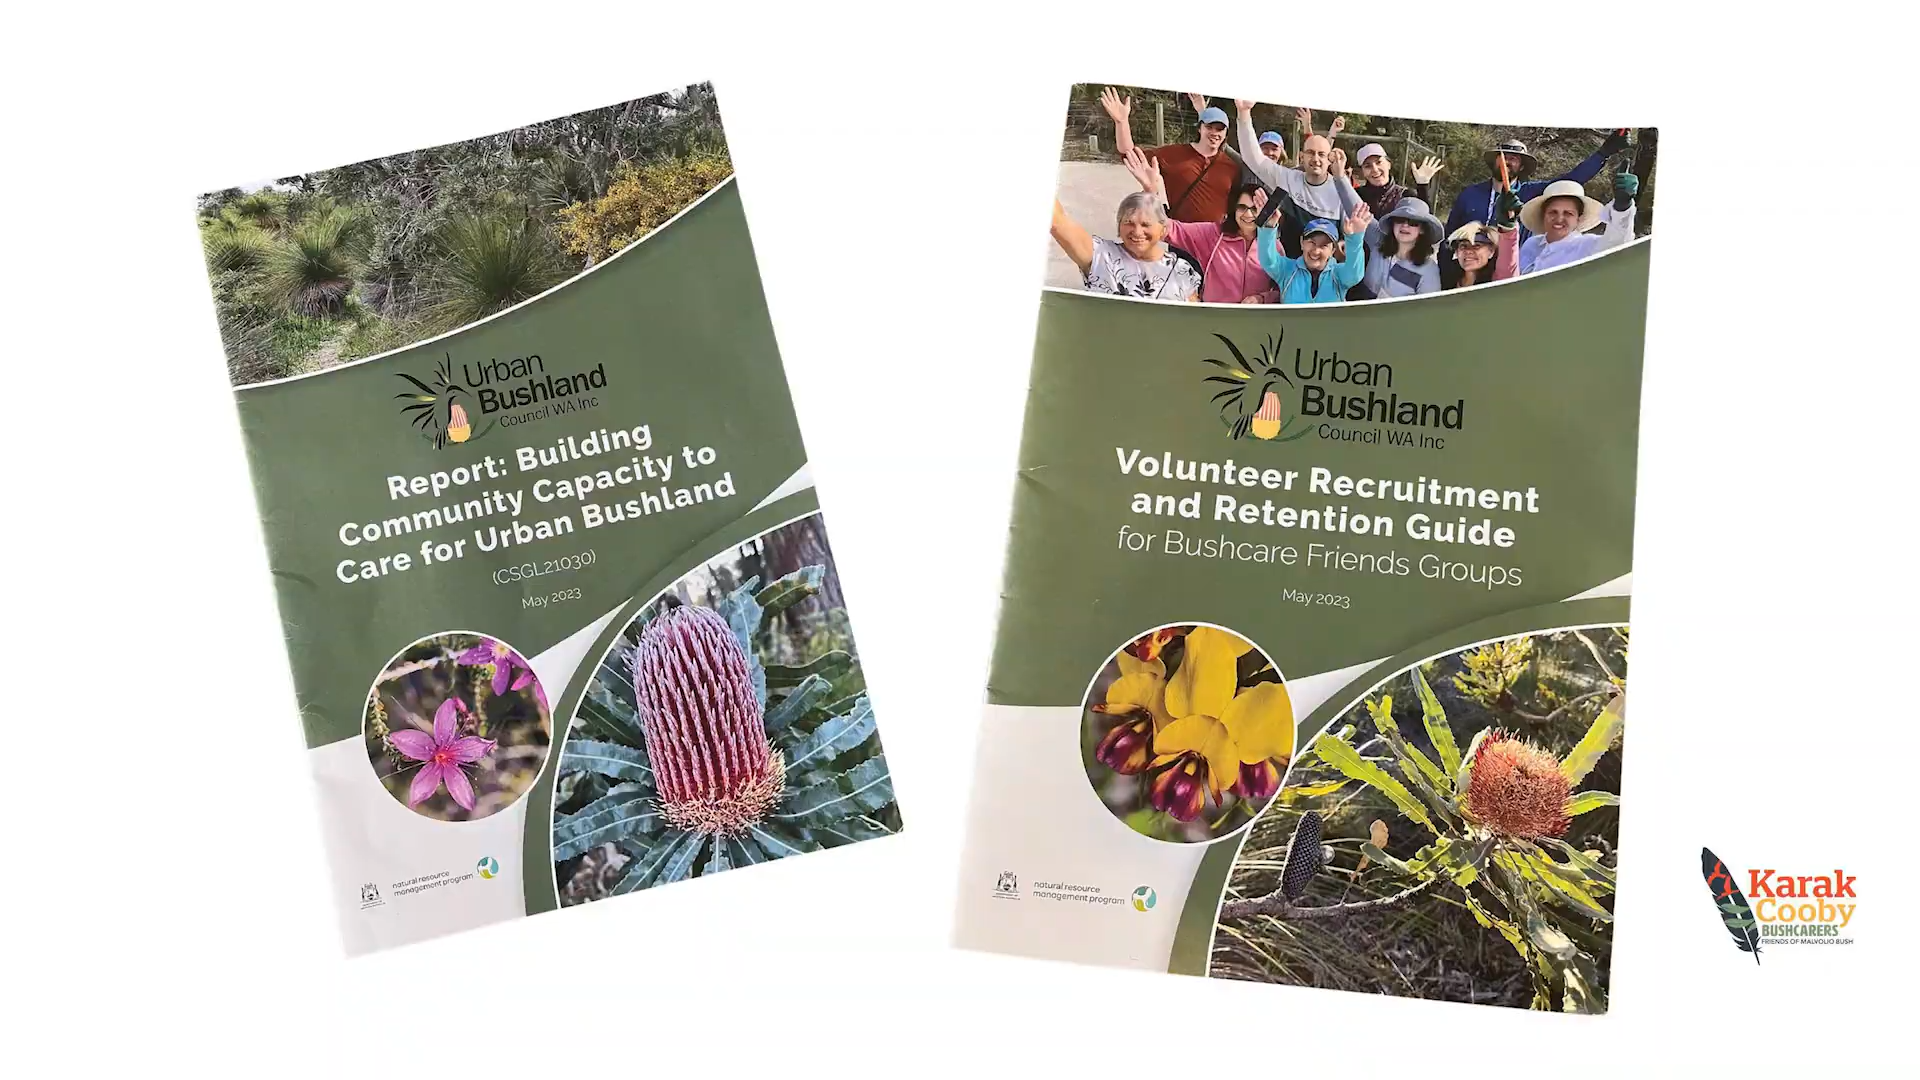 Urban
Bushland
Council WA Inc
Report: Building
Community Capacity to
Care for Urban Bushland
(CSGL21030)
May 2023
natural resource
management program
Urban
Bushland
Council WA Inc
Volunteer Recruitment
and Retention Guide
for Bushcare Friends Groups
May 2023
natural resource
management program
Karak
Cooby
BUSHCARERS
FRIENDS OF MALVOLIO BUSH